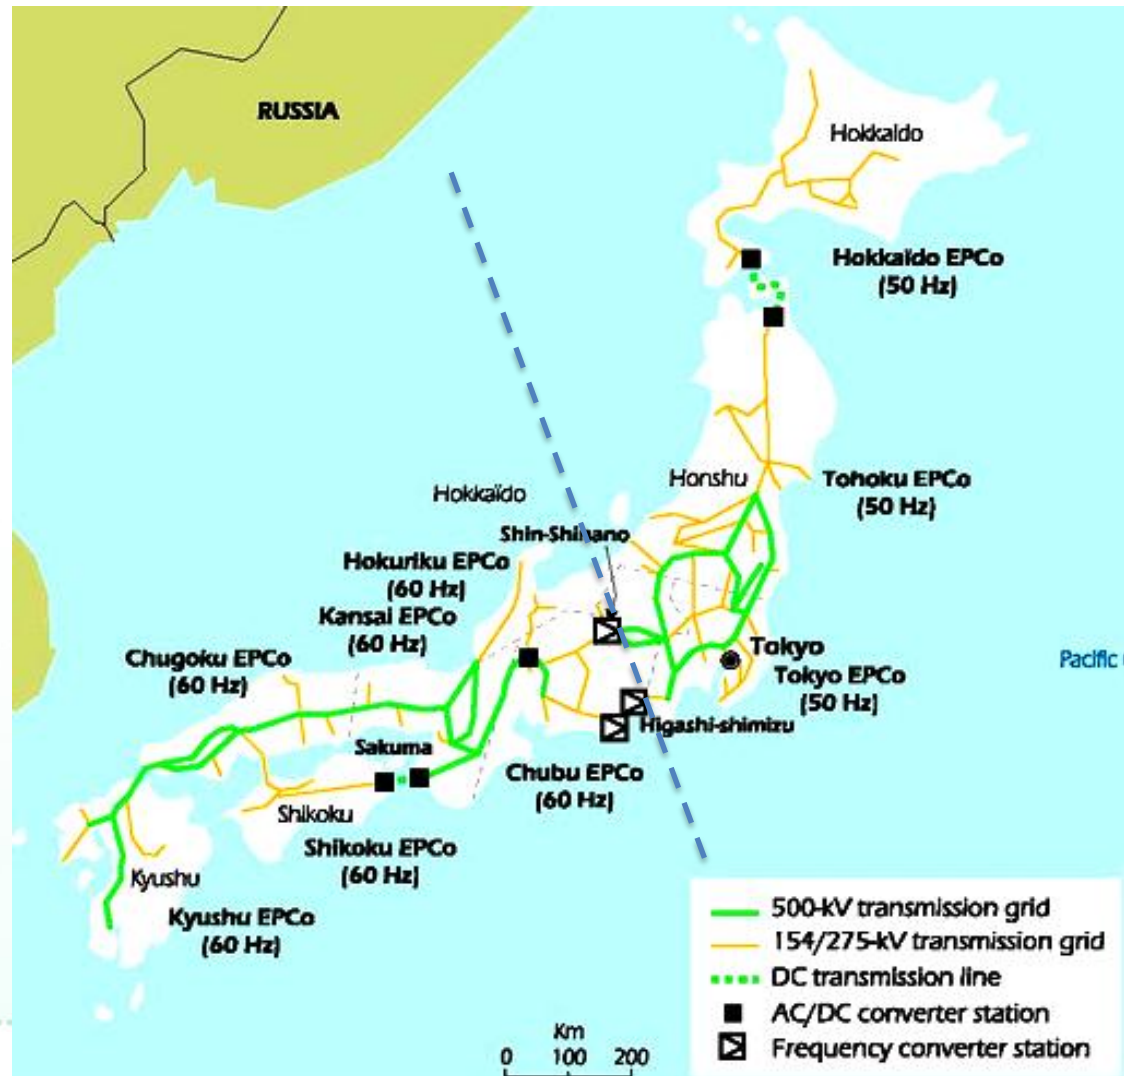 RUSSIA
Hokkaido
Hokkaïdo EPCo
(50 Hz)
Honshu
Tohoku EPCo
(50 Hz)
Hokkaïdo
Shin-Shinano
Hokuriku EPCo
(60 Hz)
Kansai EPCo
(60 Hz)
Chugoku EPCo
(60 Hz)
Tokyo
Tokyo EPCo
(50 Hz)
Pacific
Higashi-shimizu
Sakuma
Chubu EPCo
(60 Hz)
Shikoku
Shikoku EPCo
(60 Hz)
Kyushu
Kyushu EPCo
(60 Hz)
500-kV transmission grid
154/275-kV transmission grid
DC transmission line
AC/DC converter station
Frequency converter station
Km
0 100 200